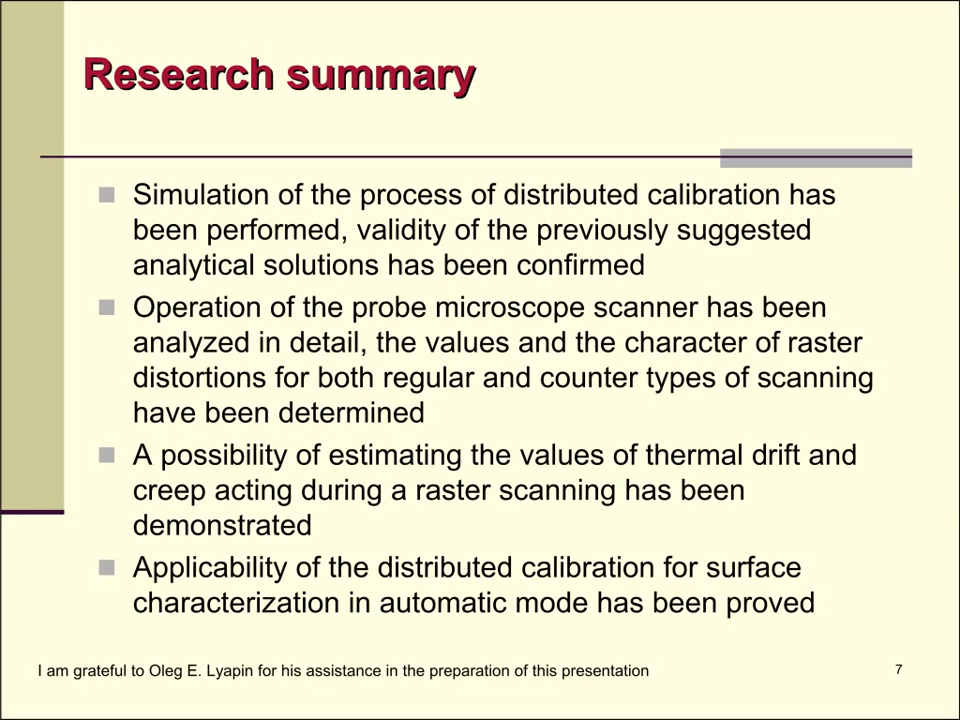 Research summary
Simulation of the process of distributed calibration has
been performed, validity of the previously suggested
analytical solutions has been confirmed
Operation of the probe microscope scanner has been
analyzed in detail, the values and the character of raster
distortions for both regular and counter types of scanning
have been determined
A possibility of estimating the values of thermal drift and
creep acting during a raster scanning has been
demonstrated
Applicability of the distributed calibration for surface
characterization in automatic mode has been proved
I am grateful to Oleg E. Lyapin for his assistance in the preparation of this presentation
7